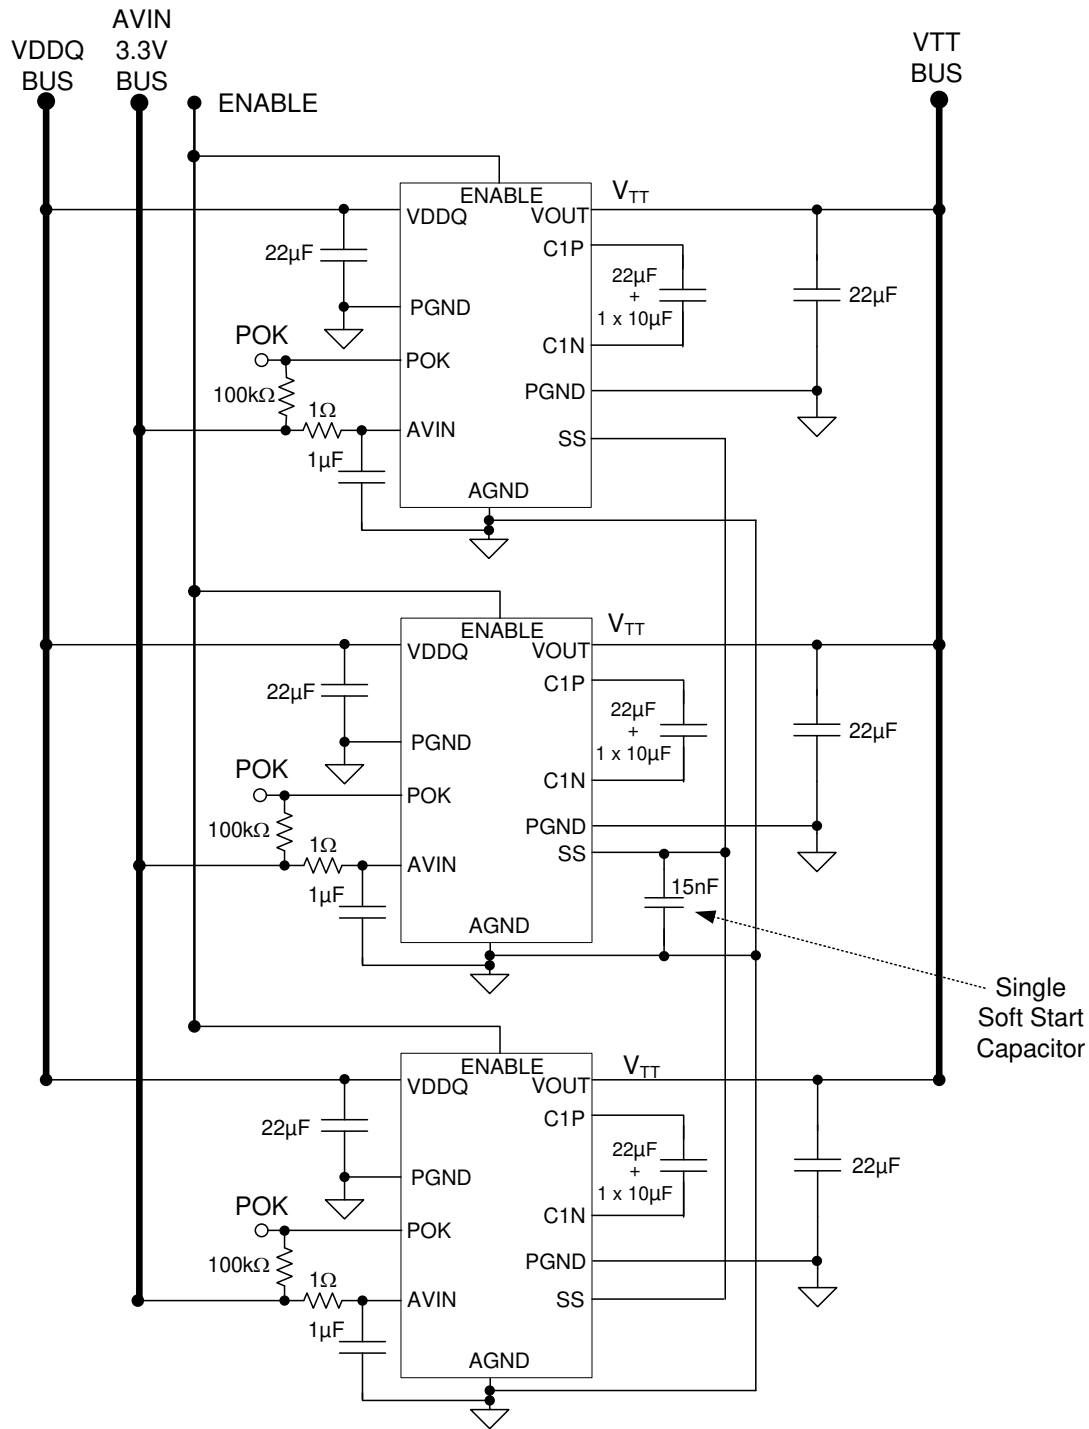 VDDQ
BUS
AVIN
3.3V
BUS
ENABLE
VTT
BUS
ENABLE
VDDQ
VOUT
VTT
C1P
22µF
22µF
+
1 x 10µF
22µF
PGND
C1N
POK
POK
100kΩ
PGND
1Ω
AVIN
SS
1µF
AGND
ENABLE
VDDQ
VOUT
VTT
C1P
22µF
22µF
+
1 x 10µF
22µF
PGND
C1N
POK
POK
100kΩ
PGND
1Ω
SS
AVIN
1µF
15nF
AGND
Single
Soft Start
Capacitor
ENABLE
VDDQ
VOUT
VTT
C1P
22µF
22µF
+
1 x 10µF
22µF
PGND
C1N
POK
POK
100kΩ
PGND
1Ω
AVIN
SS
1µF
AGND